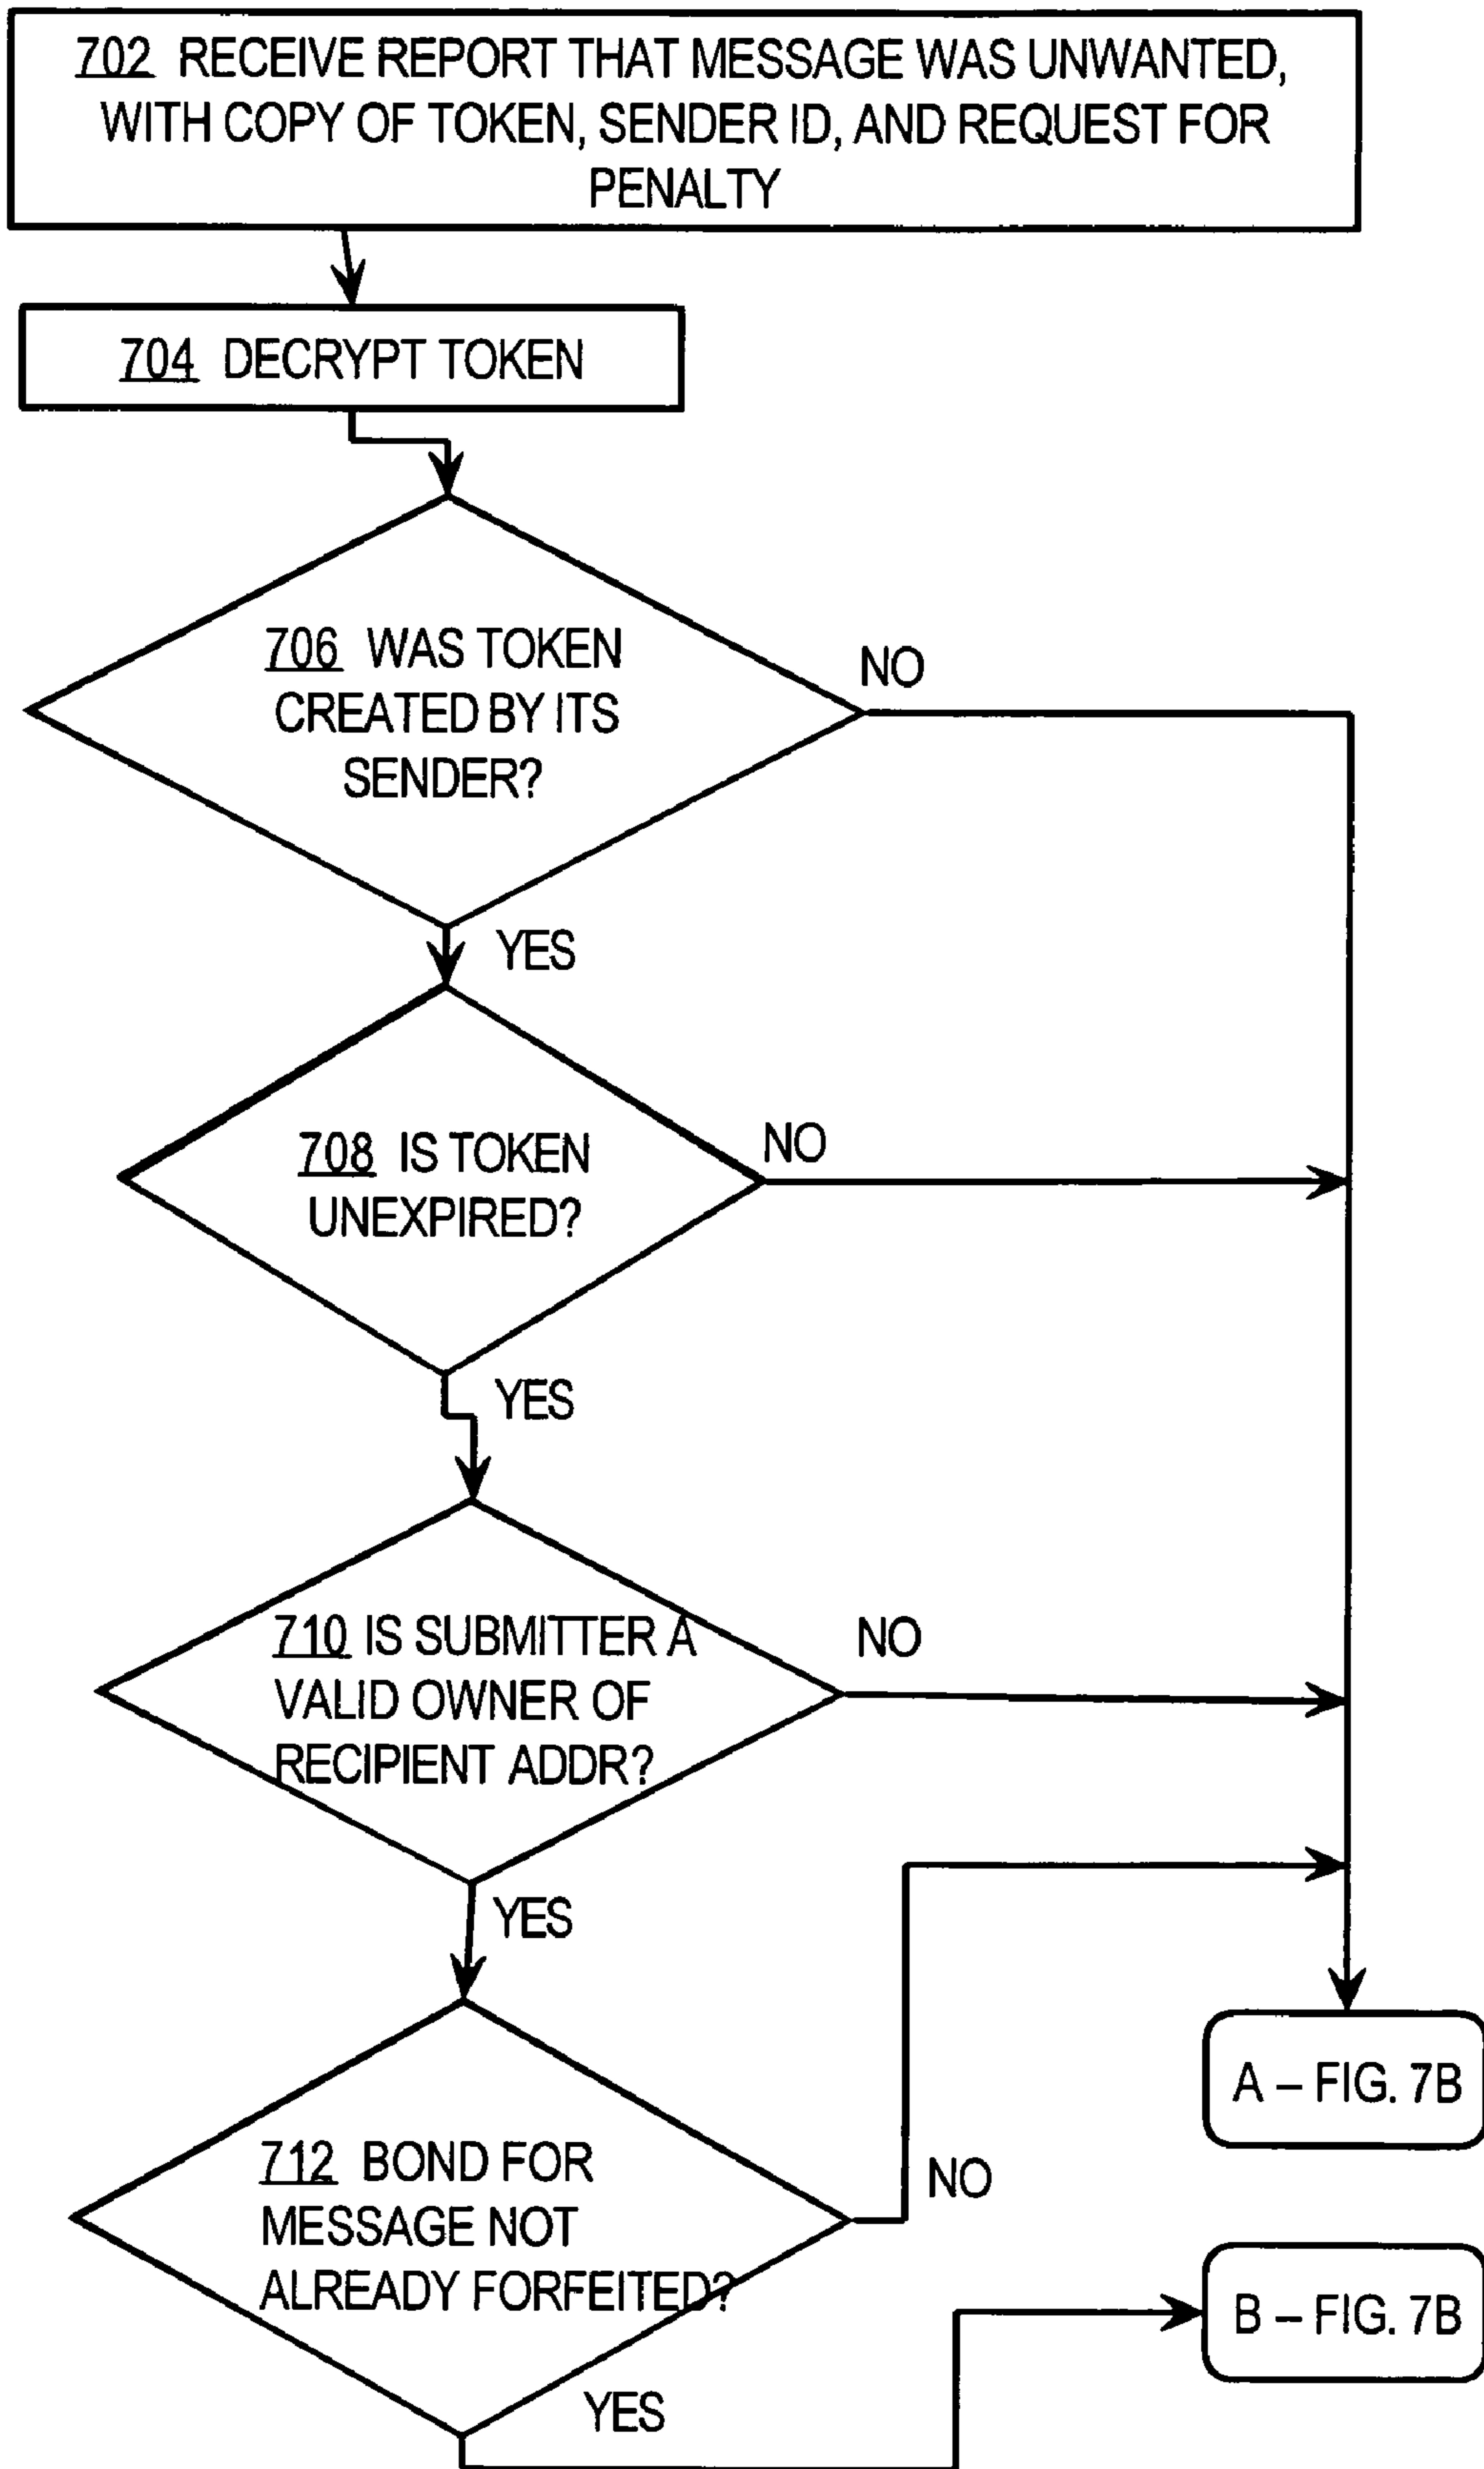 702 RECEIVE REPORT THAT MESSAGE WAS UNWANTED,
WITH COPY OF TOKEN, SENDER ID, AND REQUEST FOR
PENALTY
704 DECRYPT TOKEN
706 WAS TOKEN
CREATED BY ITS
SENDER?
NO
YES
708 IS TOKEN
UNEXPIRED?
NO
YES
710 IS SUBMITTER A
VALID OWNER OF
RECIPIENT ADDR?
NO
YES
A – FIG. 7B
712 BOND FOR
MESSAGE NOT
ALREADY FORFEITED?
NO
B – FIG. 7B
YES